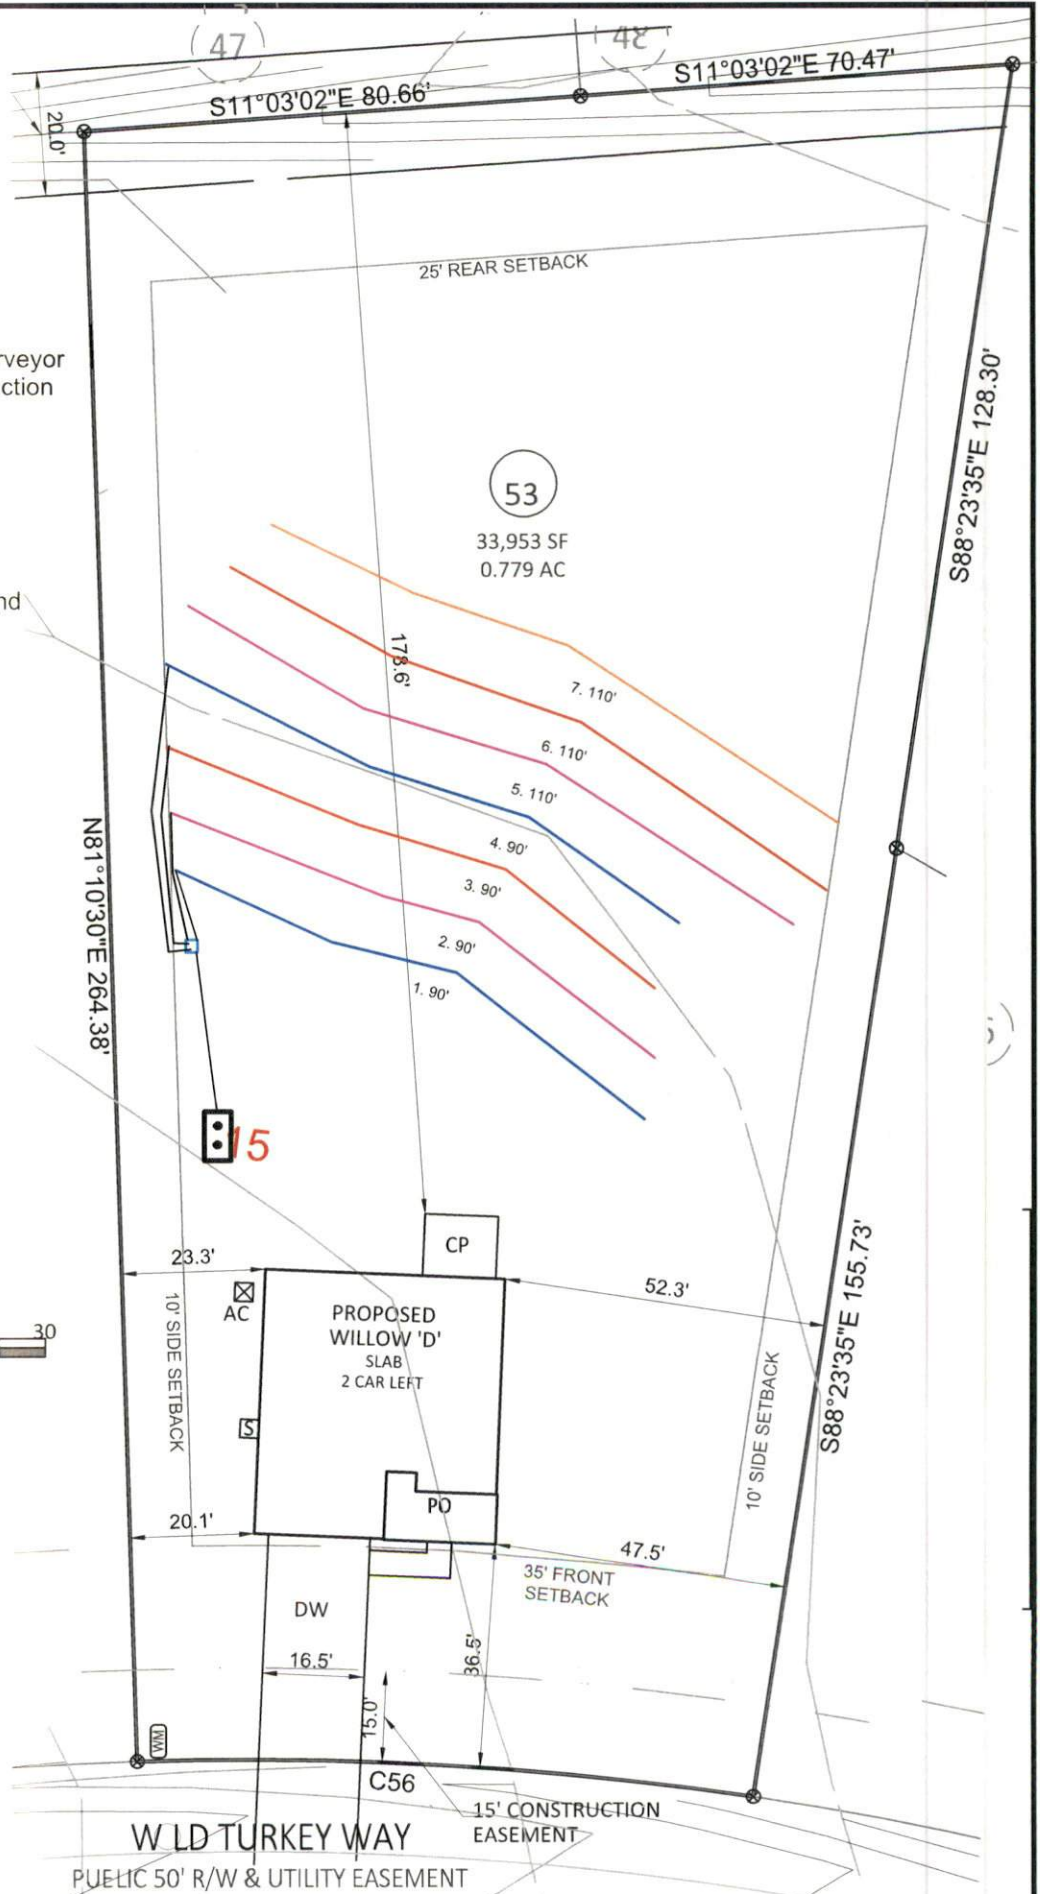 47
48
S11°03'02"E 80.66'
S11°03'02"E 70.47'
20.0'
25' REAR SETBACK
rveyor
ction
S88°23'35"E 128.30'
53
33,953 SF
0.779 AC
nd
178.6'
7. 110'
6. 110'
5. 110'
4. 90'
3. 90'
2. 90'
1. 90'
N81°10'30"E 264.38'
15
CP
23.3'
52.3'
AC
PROPOSED
WILLOW 'D'
SLAB
2 CAR LEFT
30
10' SIDE SETBACK
S88°23'35"E 155.73'
10' SIDE SETBACK
S
PO
20.1'
47.5'
35' FRONT
SETBACK
DW
16.5'
36.5'
15.0'
WM
C56
15' CONSTRUCTION
EASEMENT
W LD TURKEY WAY
PUELIC 50' R/W & UTILITY EASEMENT